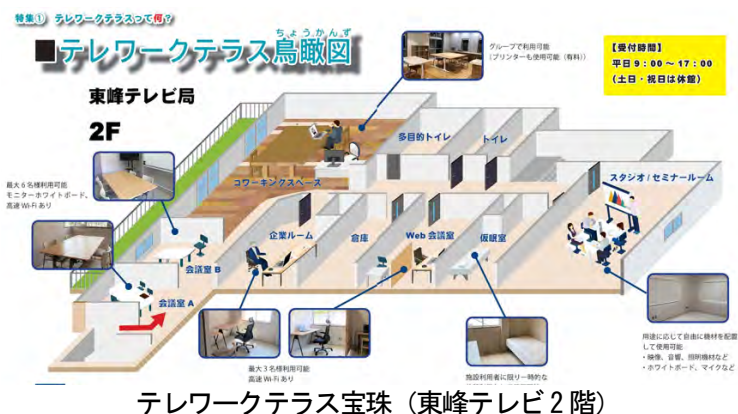 特集① テレワークテラスって何？
■テレワークテラス鳥瞰図
ちょうかんず
東峰テレビ局
2F
グループで利用可能
（プリンターも使用可能（有料））
【受付時間】
平日 9：00 ～ 17：00
（土日・祝日は休館）
多目的トイレ
トイレ
コワーキングスペース
スタジオ / セミナールーム
最大 6 名様利用可能
モニターホワイトボード、
高速 Wi-Fi あり
会議室 B
企業ルーム
倉庫
Web 会議室
仮眠室
会議室 A
最大 3 名様利用可能
高速 Wi-Fi あり
施設利用者に限り一時的な
用途に応じて自由に機材を配置
して使用可能
・映像、音響、照明機材など
・ホワイトボード、マイクなど
テレワークテラス宝珠（東峰テレビ 2 階）